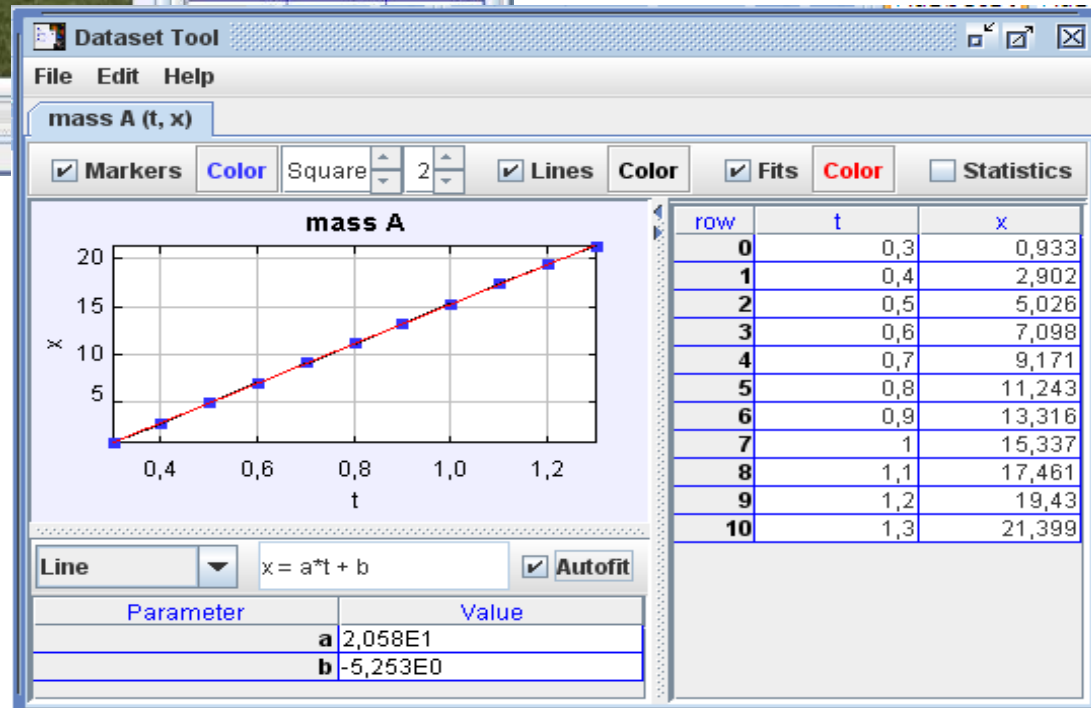 Dataset Tool
File Edit Help
mass A (t, x)
Markers Color Square 2 Lines Color Fits Color Statistics
mass A
20
15
10
5
x
0,4 0,6 0,8 1,0 1,2
t
row t x
0 0,3 0,933
1 0,4 2,902
2 0,5 5,026
3 0,6 7,098
4 0,7 9,171
5 0,8 11,243
6 0,9 13,316
7 1 15,337
8 1,1 17,461
9 1,2 19,43
10 1,3 21,399
Line x = a*t + b Autofit
Parameter Value
a 2,058E1
b -5,253E0